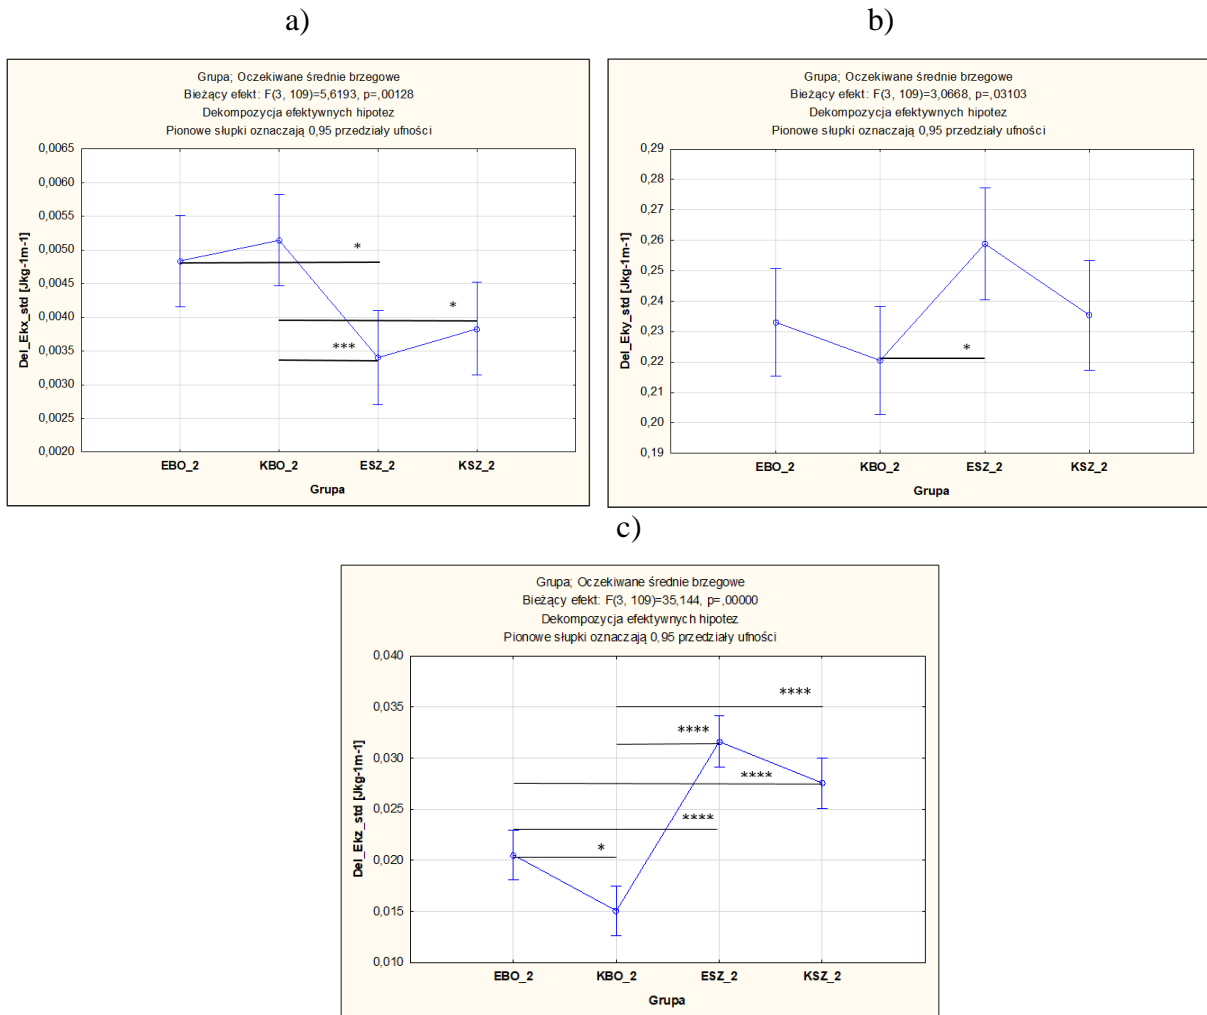 a)
Grupa; Oczekiwane średnie brzegowe
Bieżący efekt: F(3, 109)=5,6193, p=,00128
Dekompozycja efektywnych hipotez
Pionowe słupki oznaczają 0,95 przedziały ufności
0,0065
0,0060
0,0055
0,0050
0,0045
0,0040
0,0035
0,0030
0,0025
0,0020
Del_Ekx_std [Jkg-1m-1]
*
*
***
EBO_2 KBO_2 ESZ_2 KSZ_2
Grupa
b)
Grupa; Oczekiwane średnie brzegowe
Bieżący efekt: F(3, 109)=3,0668, p=,03103
Dekompozycja efektywnych hipotez
Pionowe słupki oznaczają 0,95 przedziały ufności
0,29
0,28
0,27
0,26
0,25
0,24
0,23
0,22
0,21
0,20
0,19
Del_Eky_std [Jkg-1m-1]
*
EBO_2 KBO_2 ESZ_2 KSZ_2
Grupa
c)
Grupa; Oczekiwane średnie brzegowe
Bieżący efekt: F(3, 109)=35,144, p=,00000
Dekompozycja efektywnych hipotez
Pionowe słupki oznaczają 0,95 przedziały ufności
0,040
0,035
0,030
0,025
0,020
0,015
0,010
Del_Ekz_std [Jkg-1m-1]
****
****
****
****
*
EBO_2 KBO_2 ESZ_2 KSZ_2
Grupa